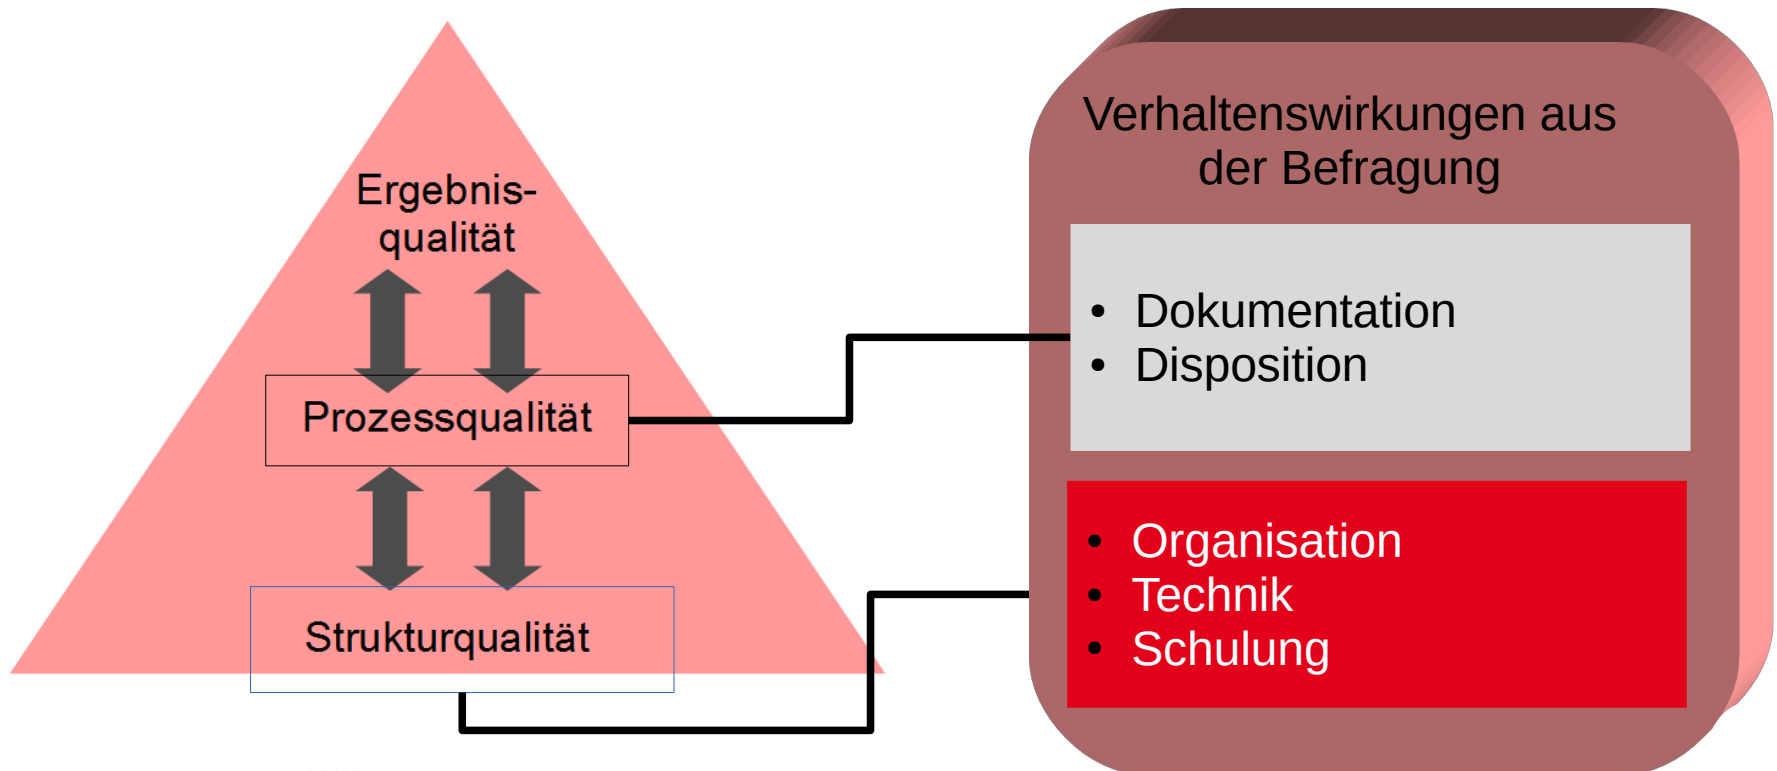 Ergebnis-
qualität
Prozessqualität
Strukturqualität
Verhaltenswirkungen aus
der Befragung
• Dokumentation
• Disposition
• Organisation
• Technik
• Schulung